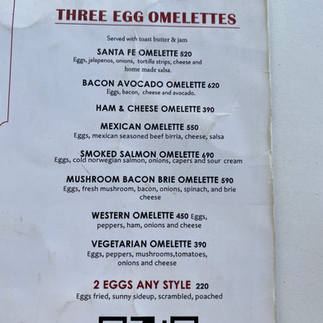 THREE EGG OMELETTES
Served with toast butter & jam
SANTA FE OMELETTE 520
Eggs, jalapenos, onions, tortilla strips, cheese and
home made salsa.
BACON AVOCADO OMELETTE 620
Eggs, bacon, cheese and avocado.
HAM & CHEESE OMELETTE 390
MEXICAN OMELETTE 550
Eggs, mexican seasoned beef birria, cheese, salsa
SMOKED SALMON OMELETTE 690
Eggs, cold norwegian salmon, onions, capers and sour cream
MUSHROOM BACON BRIE OMELETTE 590
Eggs, fresh mushroom, bacon, onions, spinach, and brie
cheese
WESTERN OMELETTE 450 Eggs,
peppers, ham, onions and cheese
VEGETARIAN OMELETTE 390
Eggs, peppers, mushrooms,tomatoes,
onions and cheese
2 EGGS ANY STYLE 220
Eggs fried, sunny sideup, scrambled, poached